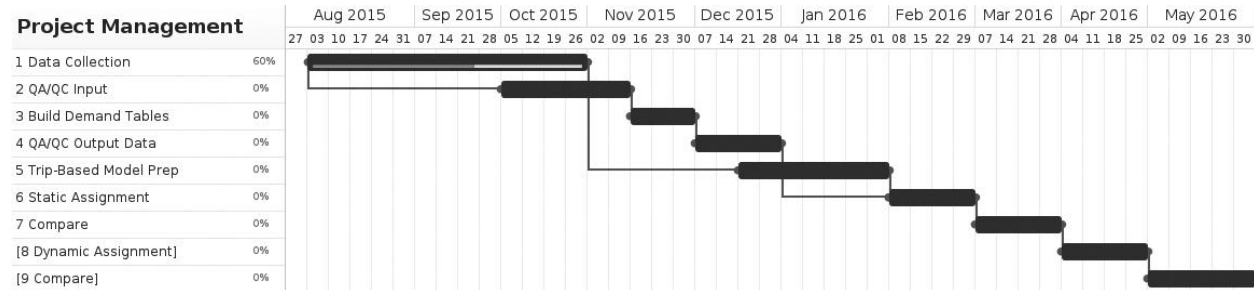 Project Management
Aug 2015 Sep 2015 Oct 2015 Nov 2015 Dec 2015 Jan 2016 Feb 2016 Mar 2016 Apr 2016 May 2016
27 03 10 17 24 31 07 14 21 28 05 12 19 26 02 09 16 23 30 07 14 21 28 04 11 18 25 01 08 15 22 29 07 14 21 28 04 11 18 25 02 09 16 23 30
1 Data Collection 60%
2 QA/QC Input 0%
3 Build Demand Tables 0%
4 QA/QC Output Data 0%
5 Trip-Based Model Prep 0%
6 Static Assignment 0%
7 Compare 0%
[8 Dynamic Assignment] 0%
[9 Compare] 0%